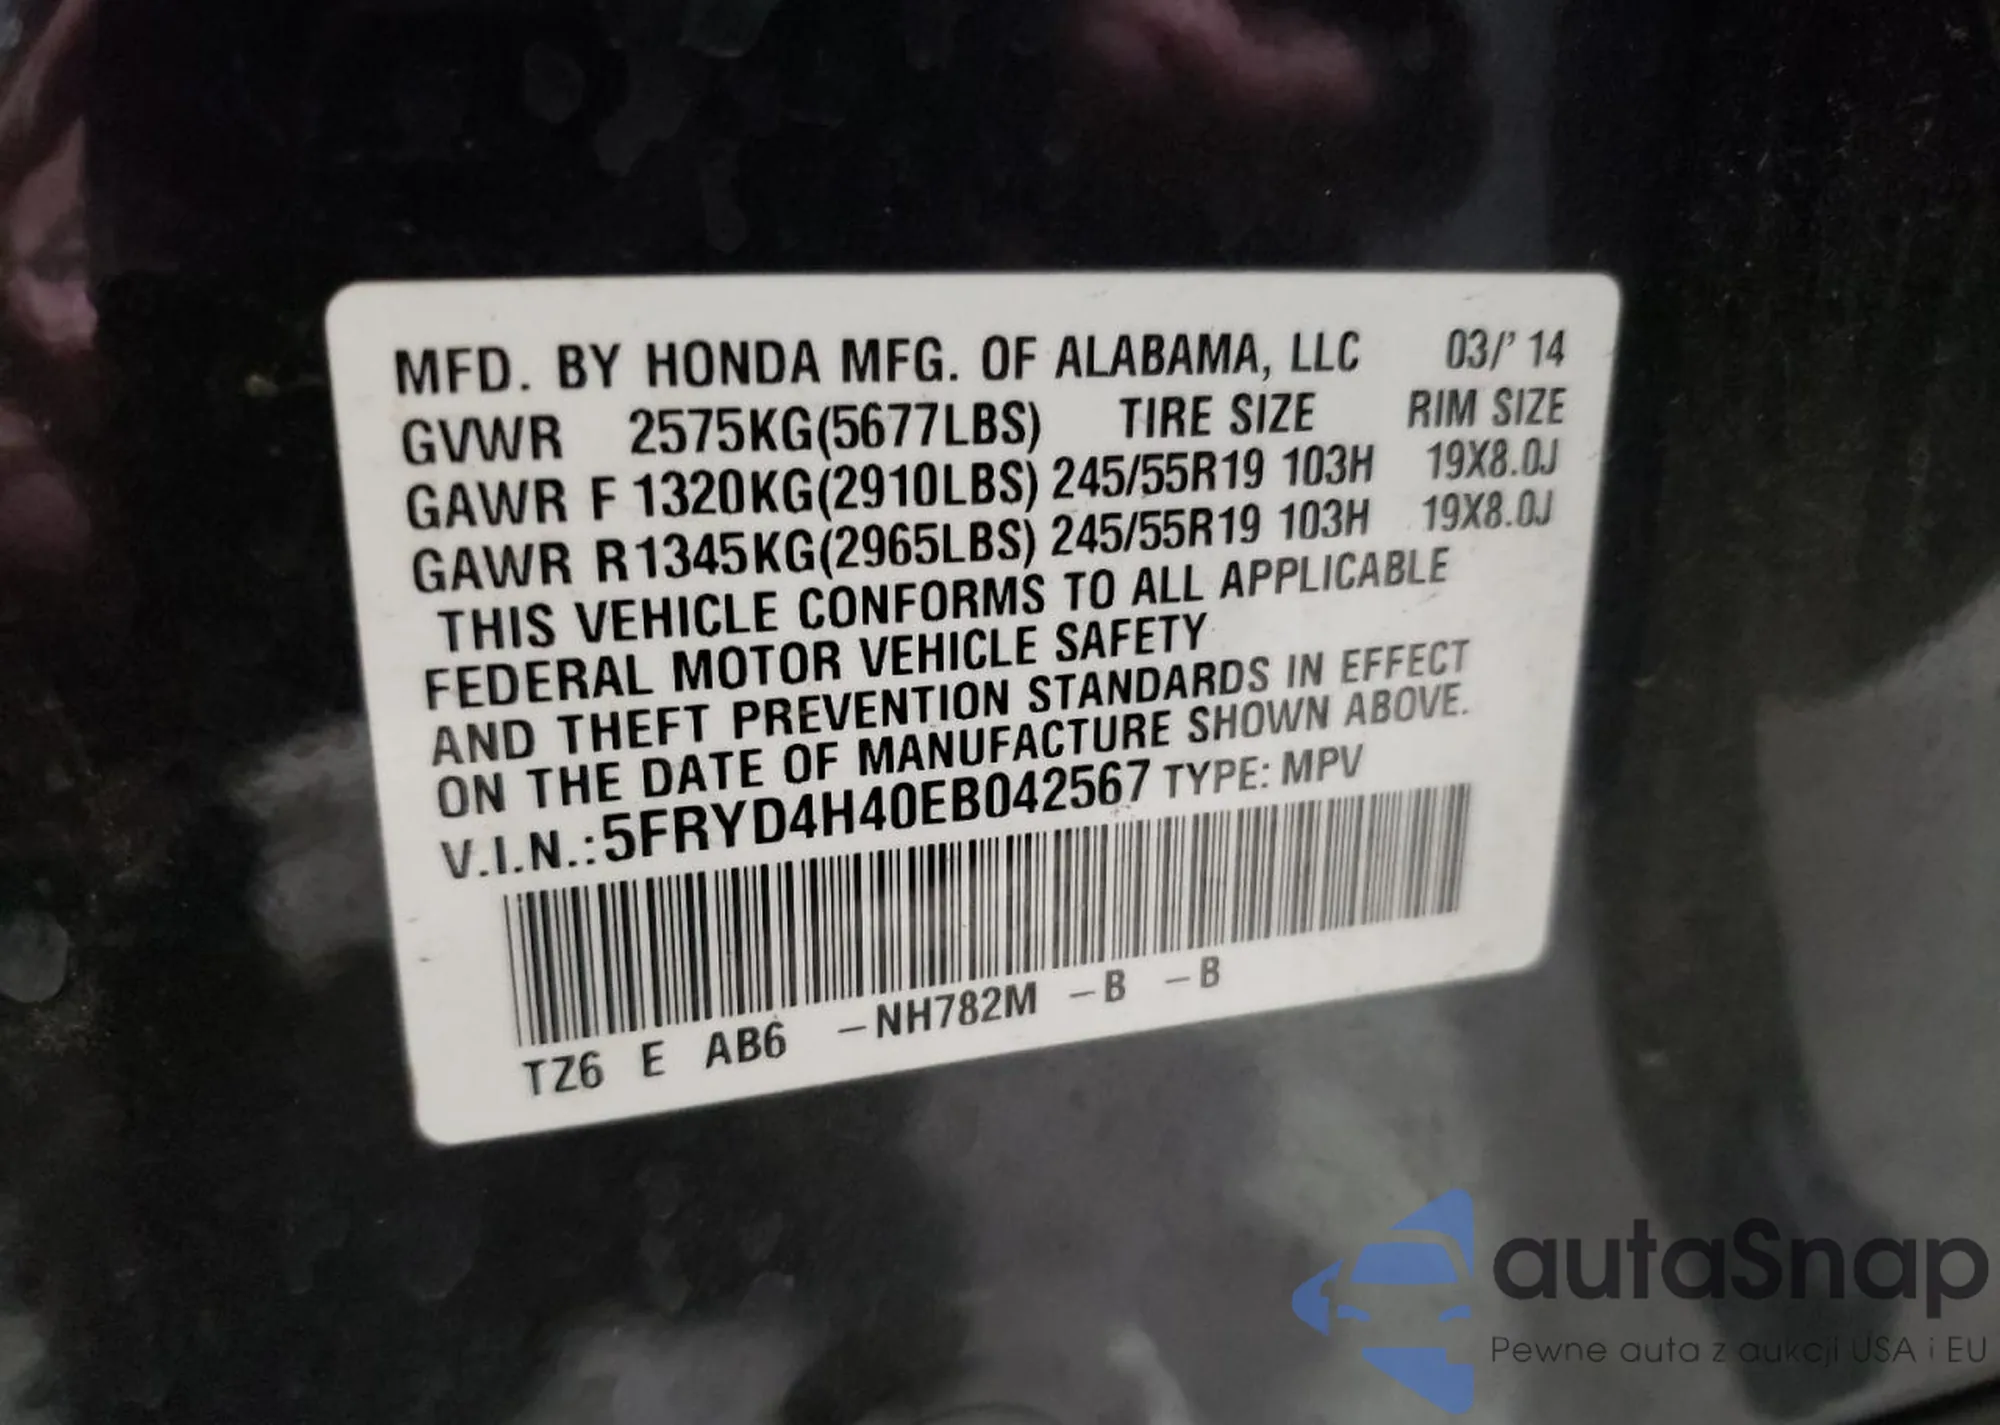 MFD. BY HONDA MFG. OF ALABAMA, LLC 03/'14
GVWR 2575KG(5677LBS) TIRE SIZE RIM SIZE
GAWR F 1320KG(2910LBS) 245/55R19 103H 19X8.0J
GAWR R 1345KG(2965LBS) 245/55R19 103H 19X8.0J
THIS VEHICLE CONFORMS TO ALL APPLICABLE
FEDERAL MOTOR VEHICLE SAFETY
AND THEFT PREVENTION STANDARDS IN EFFECT
ON THE DATE OF MANUFACTURE SHOWN ABOVE.
V.I.N.: 5FRYD4H40EB042567 TYPE: MPV
TZ6 E AB6 –NH782M –B –B
autaSnap
Pewne auta z aukcji USA i EU